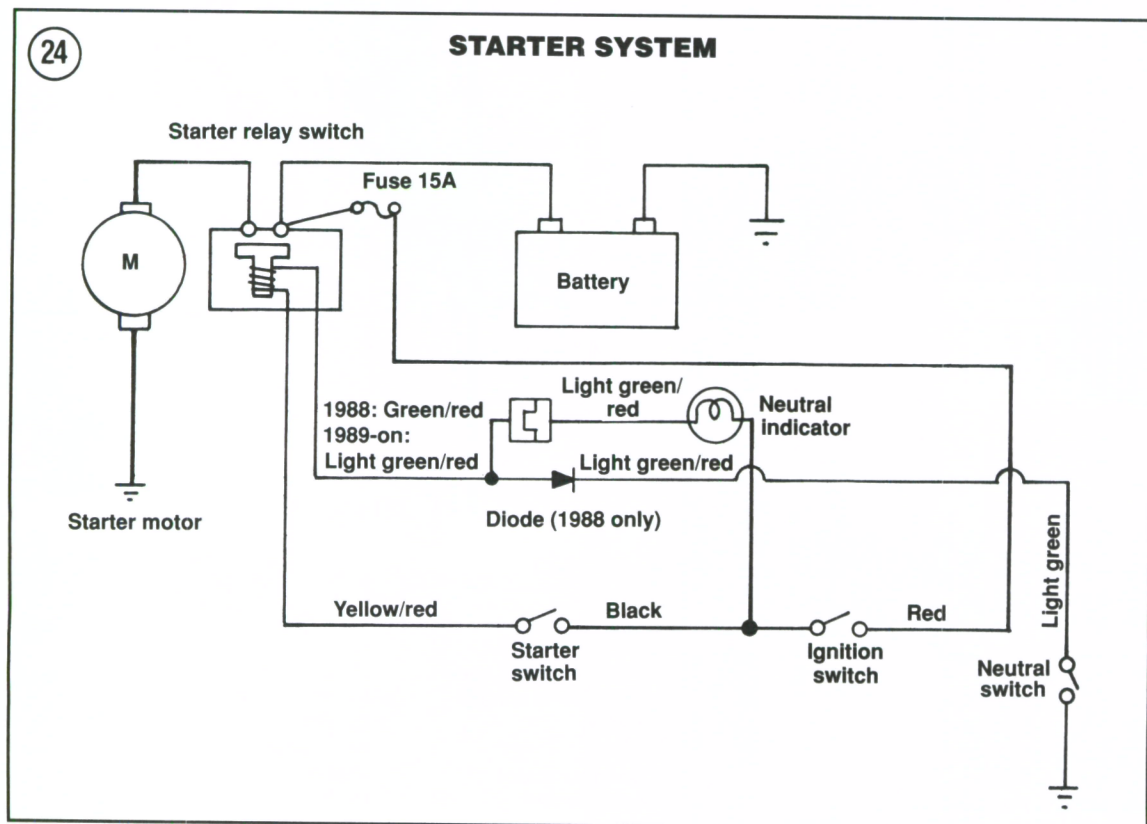 24
STARTER SYSTEM
Starter relay switch
Fuse 15A
M
Battery
Light green/
red
Neutral
indicator
1988: Green/red
1989-on:
Light green/red
Light green/red
Diode (1988 only)
Starter motor
Light green
Yellow/red
Black
Red
Starter
switch
Ignition
switch
Neutral
switch